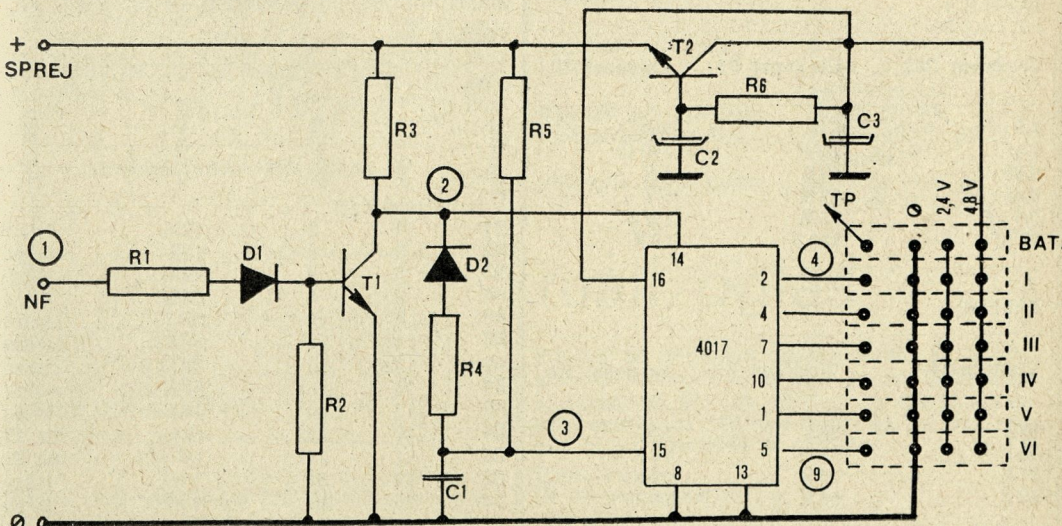 +
SPREJ
T2
R6
C3
C2
R3
R5
2
TP
Ø
2,4 V
4,8 V
BAT
1
R1
D1
T1
D2
NF
14
16
2
4
I
4
II
4017
7
III
R2
R4
10
IV
1
V
3
15
5
VI
C1
8
13
9
Ø